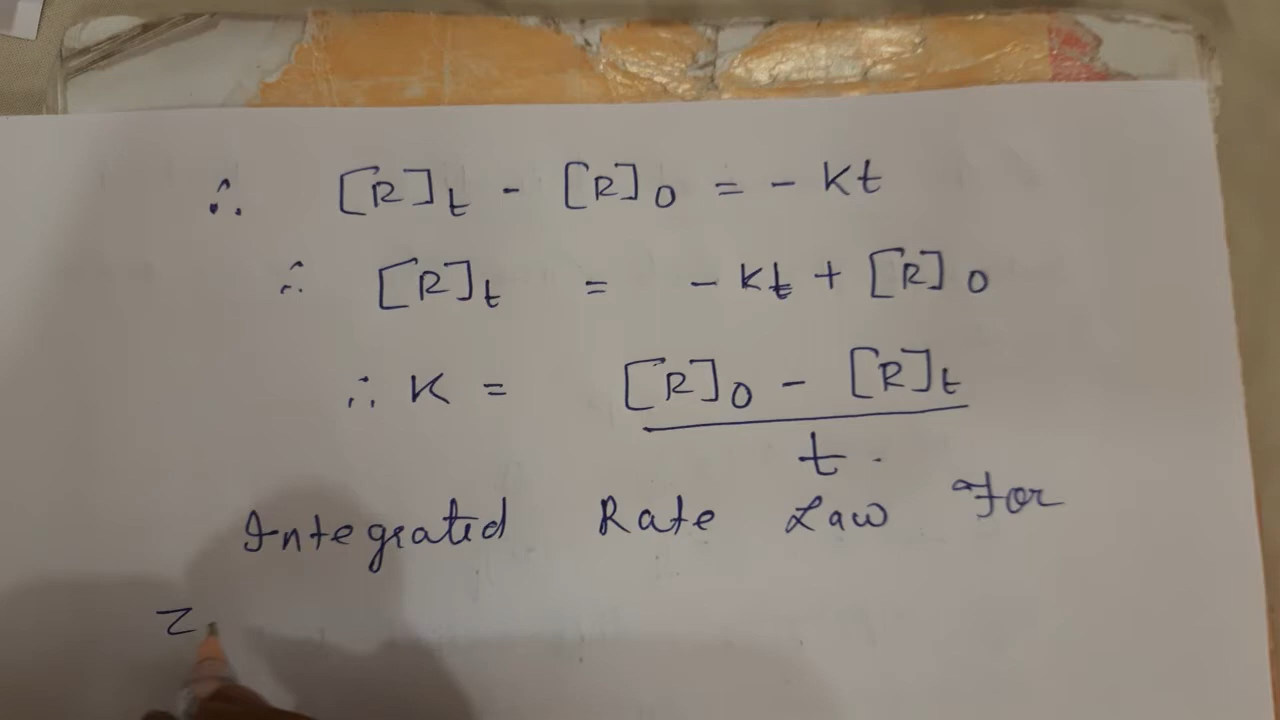 ∴ [R]t - [R]0 = - Kt
∴ [R]t = - Kt + [R]0
∴ K = [R]0 - [R]t / t.
Integrated Rate Law For
Z